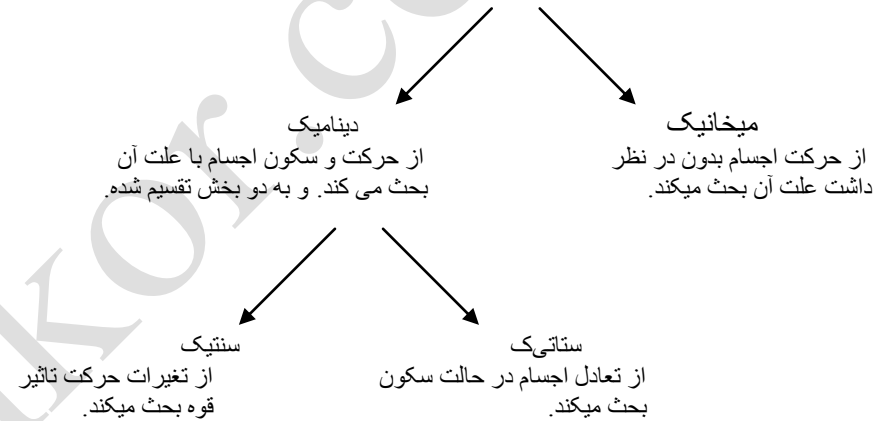 میخانیک
از حرکت اجسام بدون در نظر
داشت علت آن بحث میکند.
دینامیک
از حرکت و سکون اجسام با علت آن
بحث می کند. و به دو بخش تقسیم شده.
ستاتیک
از تعادل اجسام در حالت سکون
بحث میکند.
سنتیک
از تغیرات حرکت تاثیر
قوه بحث میکند.